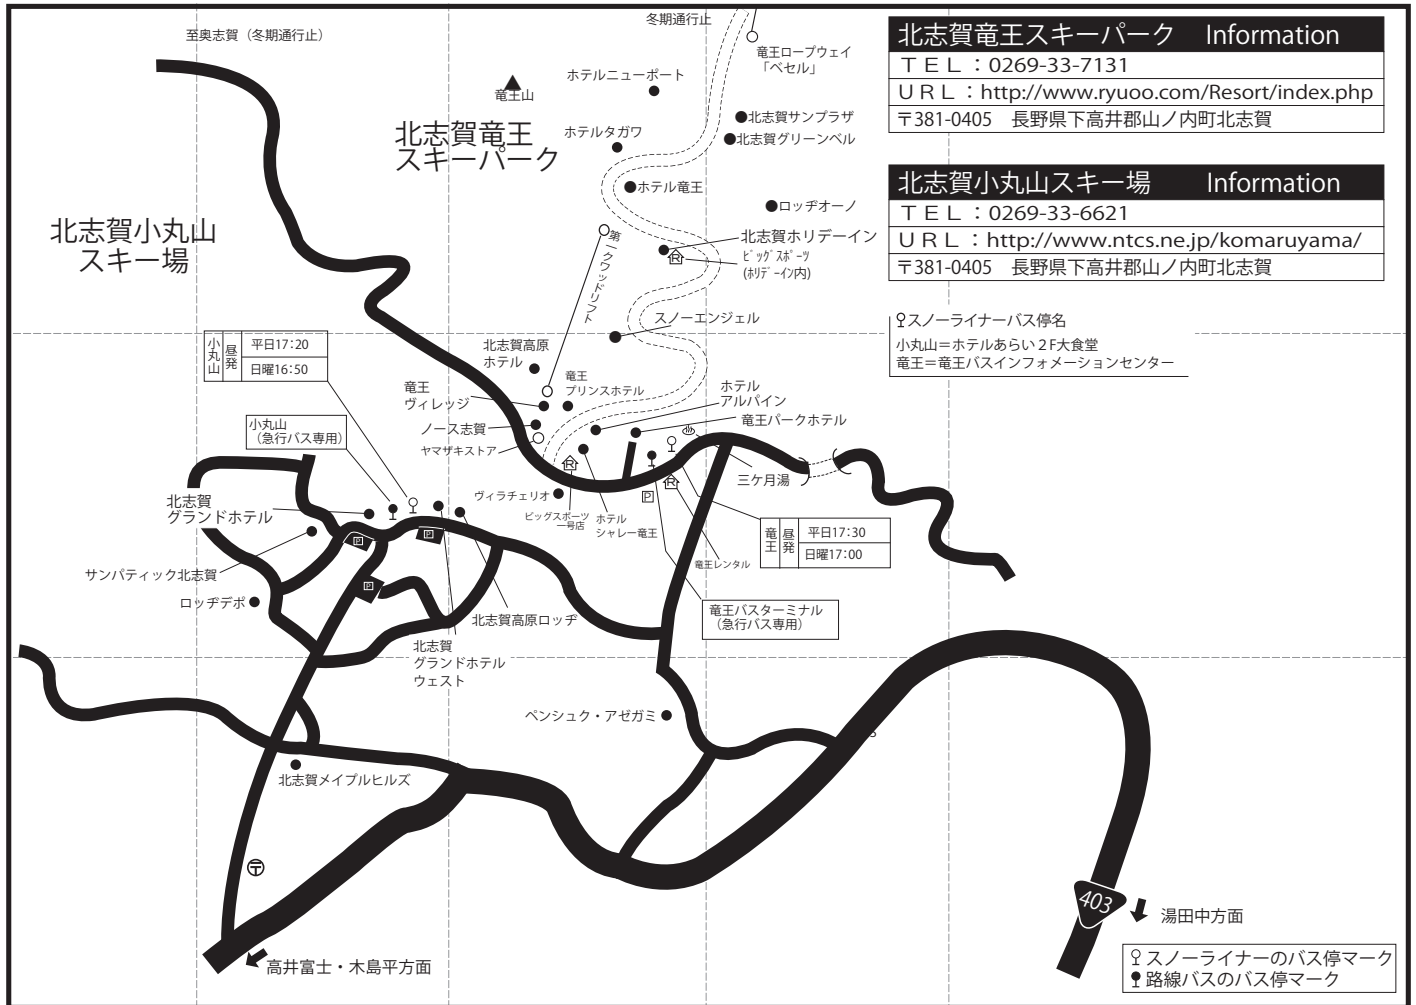 至奥志賀（冬期通行止）
冬期通行止
竜王ロープウェイ
「ベセル」
北志賀竜王スキーパーク Information
ＴＥＬ：0269-33-7131
ＵＲＬ：http://www.ryuoo.com/Resort/index.php
〒381-0405 長野県下高井郡山ノ内町北志賀
北志賀小丸山スキー場 Information
ＴＥＬ：0269-33-6621
ＵＲＬ：http://www.ntcs.ne.jp/komaruyama/
〒381-0405 長野県下高井郡山ノ内町北志賀
スノーライナーバス停名
小丸山＝ホテルあらい２F大食堂
竜王＝竜王バスインフォメーションセンター
竜王山
ホテルニューポート
北志賀竜王
スキーパーク
北志賀サンプラザ
北志賀グリーンベル
ホテルタガワ
ホテル竜王
ロッヂオーノ
北志賀小丸山
スキー場
第一クワッドリフト
北志賀ホリデーイン
R
ﾋﾞｯｸﾞｽﾎﾟｰﾂ
(ﾎﾘﾃﾞｰｲﾝ内)
スノーエンジェル
小丸山
昼発
平日17:20
日曜16:50
北志賀高原
ホテル
竜王
プリンスホテル
竜王
ヴィレッジ
ホテル
アルパイン
竜王パークホテル
小丸山
（急行バス専用）
ノース志賀
ヤマザキストア
三ケ月湯
R
R
P
北志賀
グランドホテル
ヴィラチェリオ
ビッグスポーツ
一号店
ホテル
シャレー竜王
竜王
昼発
平日17:30
日曜17:00
竜王レンタル
P
P
P
サンパティック北志賀
ロッヂデポ
竜王バスターミナル
（急行バス専用）
北志賀高原ロッヂ
北志賀
グランドホテル
ウェスト
ペンシュク・アゼガミ
北志賀メイプルヒルズ
〒
403
湯田中方面
高井富士・木島平方面
スノーライナーのバス停マーク
路線バスのバス停マーク